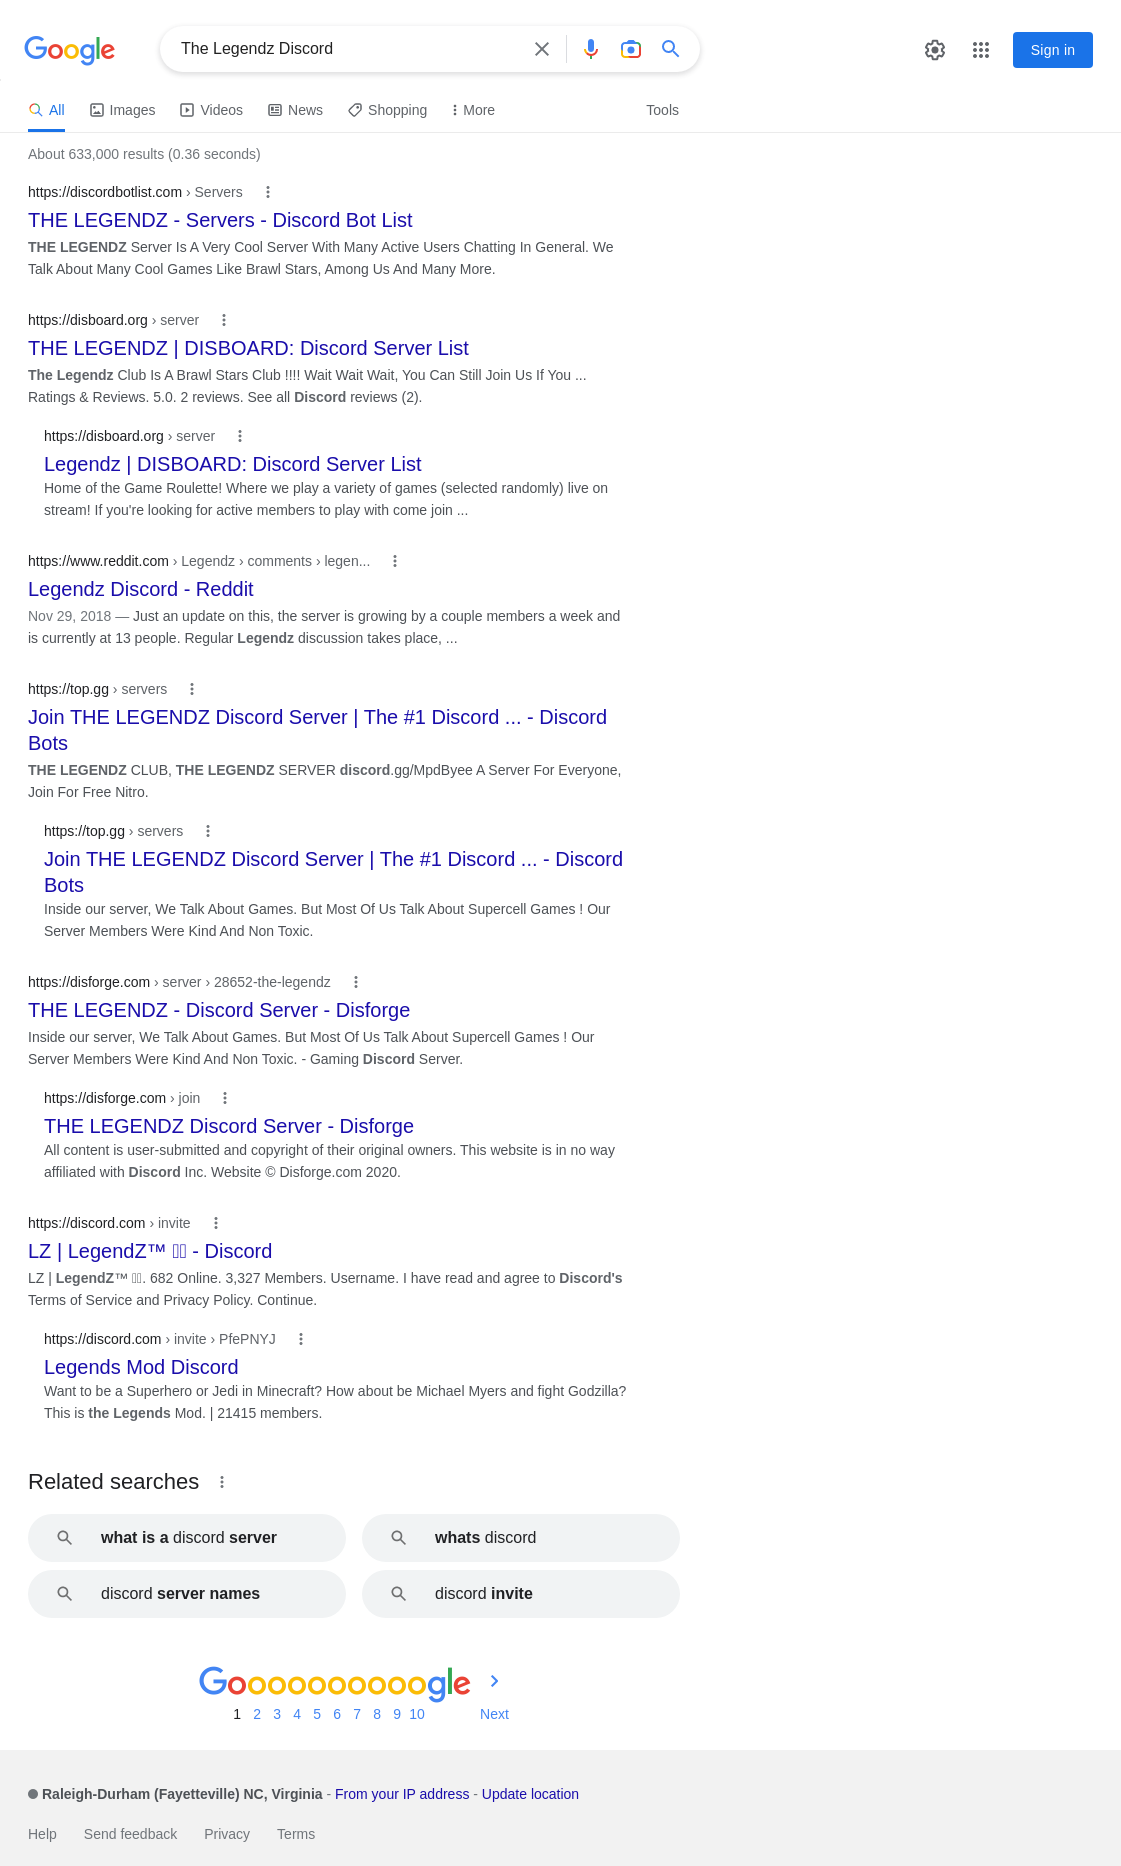 Google
The Legendz Discord
Sign in
All Images Videos News Shopping More Tools
About 633,000 results (0.36 seconds)
https://discordbotlist.com › Servers
THE LEGENDZ - Servers - Discord Bot List
THE LEGENDZ Server Is A Very Cool Server With Many Active Users Chatting In General. We
Talk About Many Cool Games Like Brawl Stars, Among Us And Many More.
https://disboard.org › server
THE LEGENDZ | DISBOARD: Discord Server List
The Legendz Club Is A Brawl Stars Club !!!! Wait Wait Wait, You Can Still Join Us If You ...
Ratings & Reviews. 5.0. 2 reviews. See all Discord reviews (2).
https://disboard.org › server
Legendz | DISBOARD: Discord Server List
Home of the Game Roulette! Where we play a variety of games (selected randomly) live on
stream! If you're looking for active members to play with come join ...
https://www.reddit.com › Legendz › comments › legen...
Legendz Discord - Reddit
Nov 29, 2018 — Just an update on this, the server is growing by a couple members a week and
is currently at 13 people. Regular Legendz discussion takes place, ...
https://top.gg › servers
Join THE LEGENDZ Discord Server | The #1 Discord ... - Discord
Bots
THE LEGENDZ CLUB, THE LEGENDZ SERVER discord.gg/MpdByee A Server For Everyone,
Join For Free Nitro.
https://top.gg › servers
Join THE LEGENDZ Discord Server | The #1 Discord ... - Discord
Bots
Inside our server, We Talk About Games. But Most Of Us Talk About Supercell Games ! Our
Server Members Were Kind And Non Toxic.
https://disforge.com › server › 28652-the-legendz
THE LEGENDZ - Discord Server - Disforge
Inside our server, We Talk About Games. But Most Of Us Talk About Supercell Games ! Our
Server Members Were Kind And Non Toxic. - Gaming Discord Server.
https://disforge.com › join
THE LEGENDZ Discord Server - Disforge
All content is user-submitted and copyright of their original owners. This website is in no way
affiliated with Discord Inc. Website © Disforge.com 2020.
https://discord.com › invite
LZ | LegendZ™ - Discord
LZ | LegendZ™ . 682 Online. 3,327 Members. Username. I have read and agree to Discord's
Terms of Service and Privacy Policy. Continue.
https://discord.com › invite › PfePNYJ
Legends Mod Discord
Want to be a Superhero or Jedi in Minecraft? How about be Michael Myers and fight Godzilla?
This is the Legends Mod. | 21415 members.
Related searches
what is a discord server
whats discord
discord server names
discord invite
Goooooooooogle
1 2 3 4 5 6 7 8 9 10 Next
Raleigh-Durham (Fayetteville) NC, Virginia - From your IP address - Update location
Help Send feedback Privacy Terms